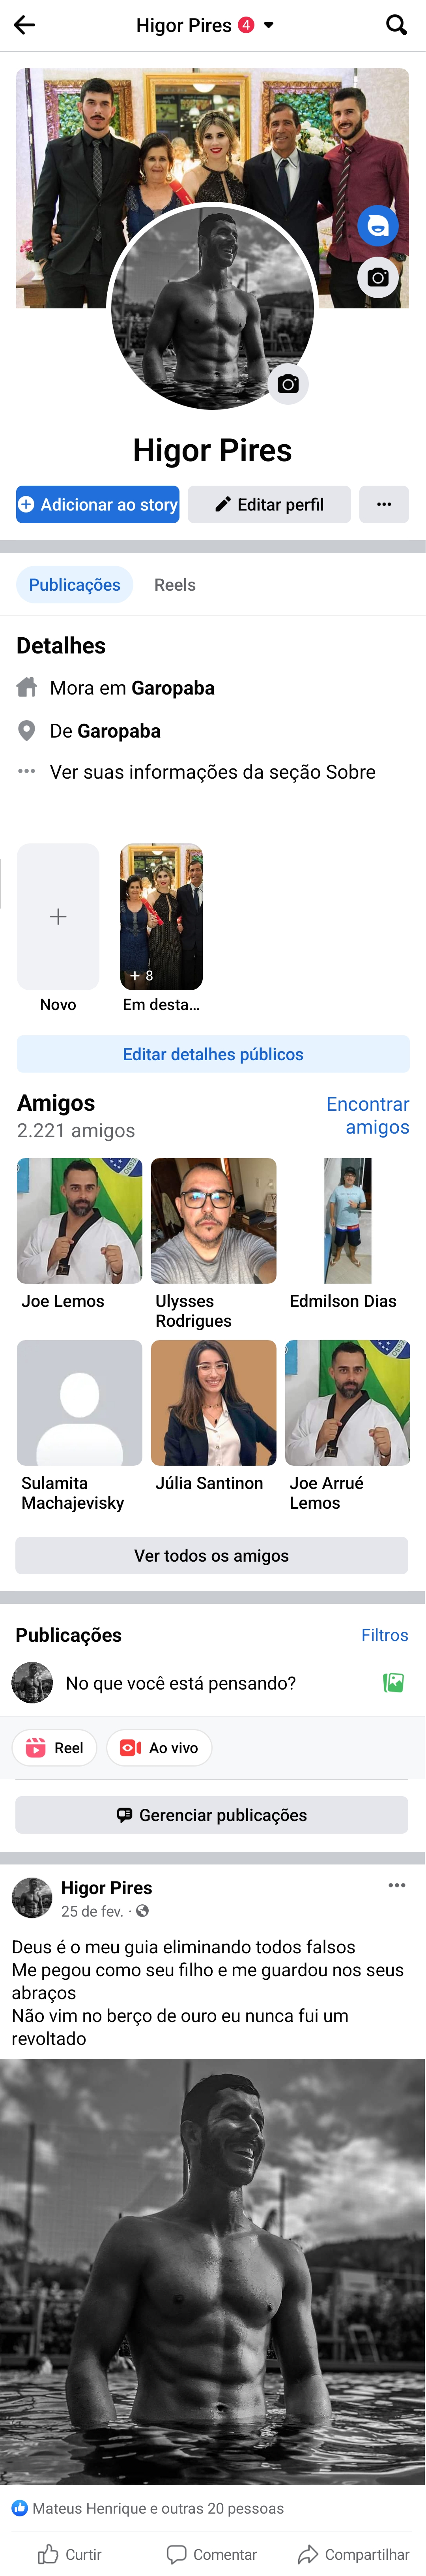 Higor Pires 4
Higor Pires
Adicionar ao story
Editar perfil
Publicações
Reels
Detalhes
Mora em Garopaba
De Garopaba
Ver suas informações da seção Sobre
+ 8
Novo
Em desta...
Editar detalhes públicos
Amigos
Encontrar
amigos
2.221 amigos
Joe Lemos
Ulysses
Rodrigues
Edmilson Dias
Sulamita
Machajevisky
Júlia Santinon
Joe Arrué
Lemos
Ver todos os amigos
Publicações
Filtros
No que você está pensando?
Reel
Ao vivo
Gerenciar publicações
Higor Pires
25 de fev. ·
Deus é o meu guia eliminando todos falsos
Me pegou como seu filho e me guardou nos seus
abraços
Não vim no berço de ouro eu nunca fui um
revoltado
Mateus Henrique e outras 20 pessoas
Curtir
Comentar
Compartilhar